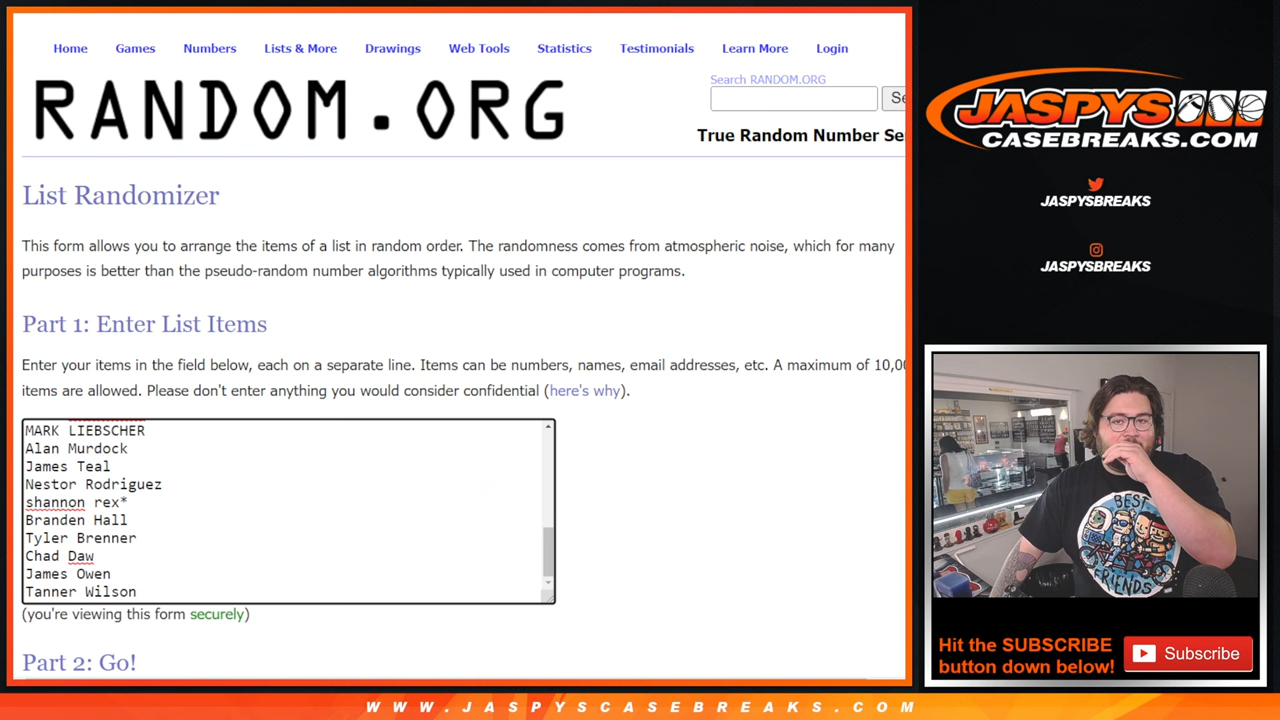 Home Games Numbers Lists & More Drawings Web Tools Statistics Testimonials Learn More Login
Search RANDOM.ORG
RANDOM.ORG
Se
True Random Number Se
List Randomizer
This form allows you to arrange the items of a list in random order. The randomness comes from atmospheric noise, which for many
purposes is better than the pseudo-random number algorithms typically used in computer programs.
Part 1: Enter List Items
Enter your items in the field below, each on a separate line. Items can be numbers, names, email addresses, etc. A maximum of 10,00
items are allowed. Please don't enter anything you would consider confidential (here's why).
MARK LIEBSCHER
Alan Murdock
James Teal
Nestor Rodriguez
shannon rex*
Branden Hall
Tyler Brenner
Chad Daw
James Owen
Tanner Wilson
(you're viewing this form securely)
Part 2: Go!
JASPYS
CASEBREAKS.COM
JASPYSBREAKS
JASPYSBREAKS
BEST
FRIENDS
Hit the SUBSCRIBE
button down below!
Subscribe
WWW.JASPYSCASEBREAKS.COM